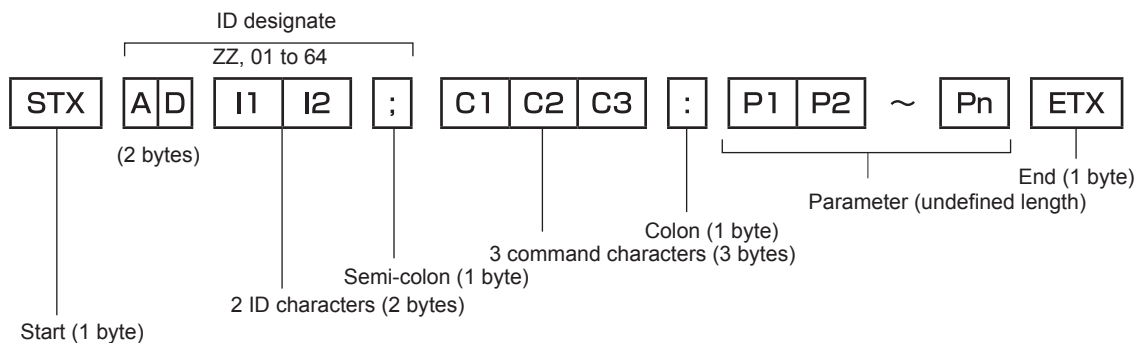 ID designate
ZZ, 01 to 64
STX A D I1 I2 ; C1 C2 C3 : P1 P2 ~ Pn ETX
(2 bytes)
End (1 byte)
Parameter (undefined length)
Colon (1 byte)
3 command characters (3 bytes)
Semi-colon (1 byte)
2 ID characters (2 bytes)
Start (1 byte)